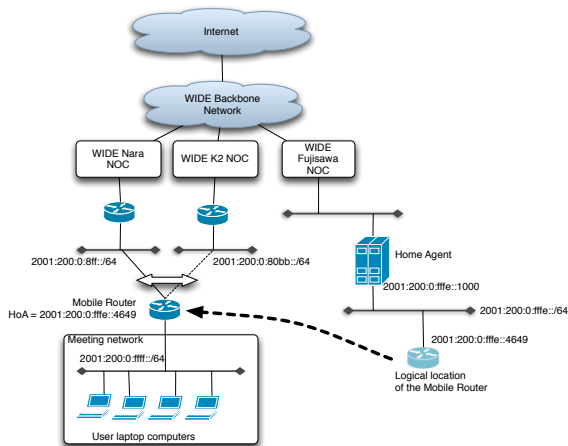 Internet
WIDE Backbone
Network
WIDE Nara
NOC
WIDE K2 NOC
WIDE
Fujisawa
NOC
Home Agent
2001:200:0:8ff::/64
2001:200:0:80bb::/64
2001:200:0:fffe::1000
Mobile Router
HoA = 2001:200:0:fffe::4649
2001:200:0:fffe::/64
Meeting network
2001:200:0:ffff::/64
2001:200:0:fffe::4649
Logical location
of the Mobile Router
User laptop computers